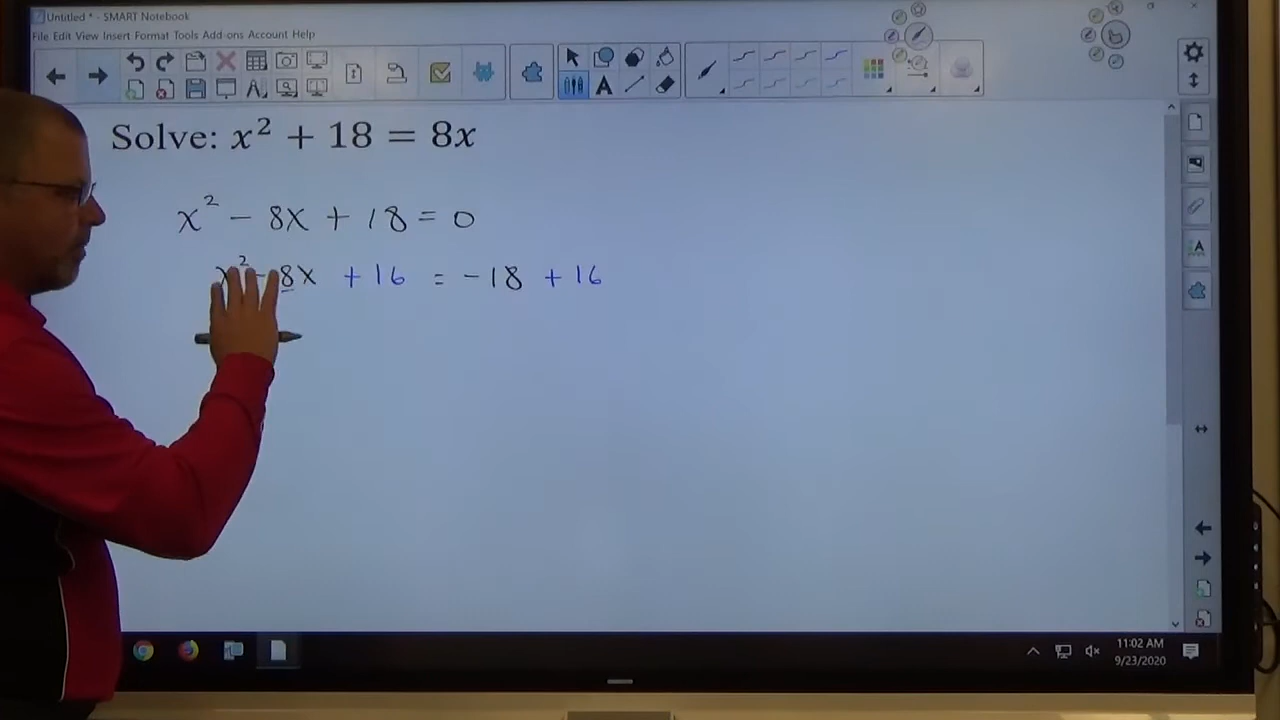 Untitled * - SMART Notebook
File Edit View Insert Format Tools Add-ons Account Help
Solve: x² + 18 = 8x
x² - 8x + 18 = 0
x² - 8x + 16 = -18 + 16
11:02 AM
9/23/2020